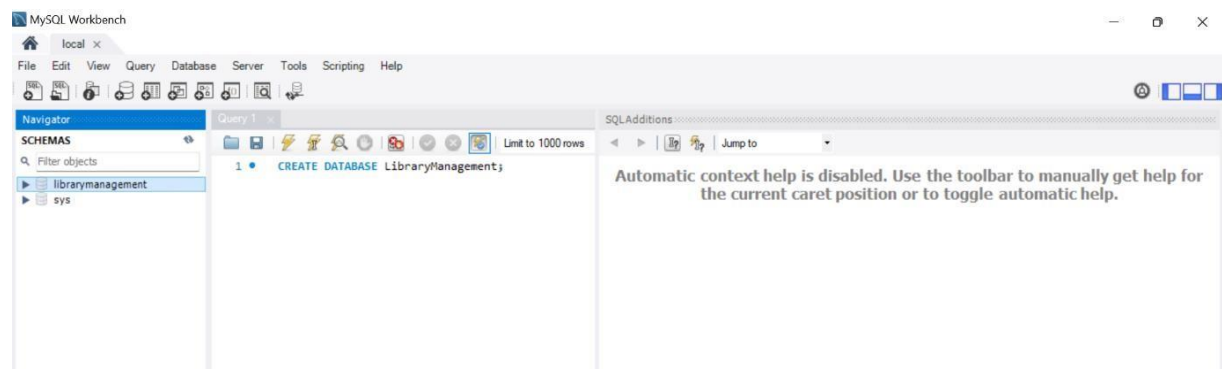 MySQL Workbench
local
File Edit View Query Database Server Tools Scripting Help
Navigator
SCHEMAS
Filter objects
librarymanagement
sys
Query 1
Limit to 1000 rows
1 CREATE DATABASE LibraryManagement;
SQLAdditions
Jump to
Automatic context help is disabled. Use the toolbar to manually get help for
the current caret position or to toggle automatic help.